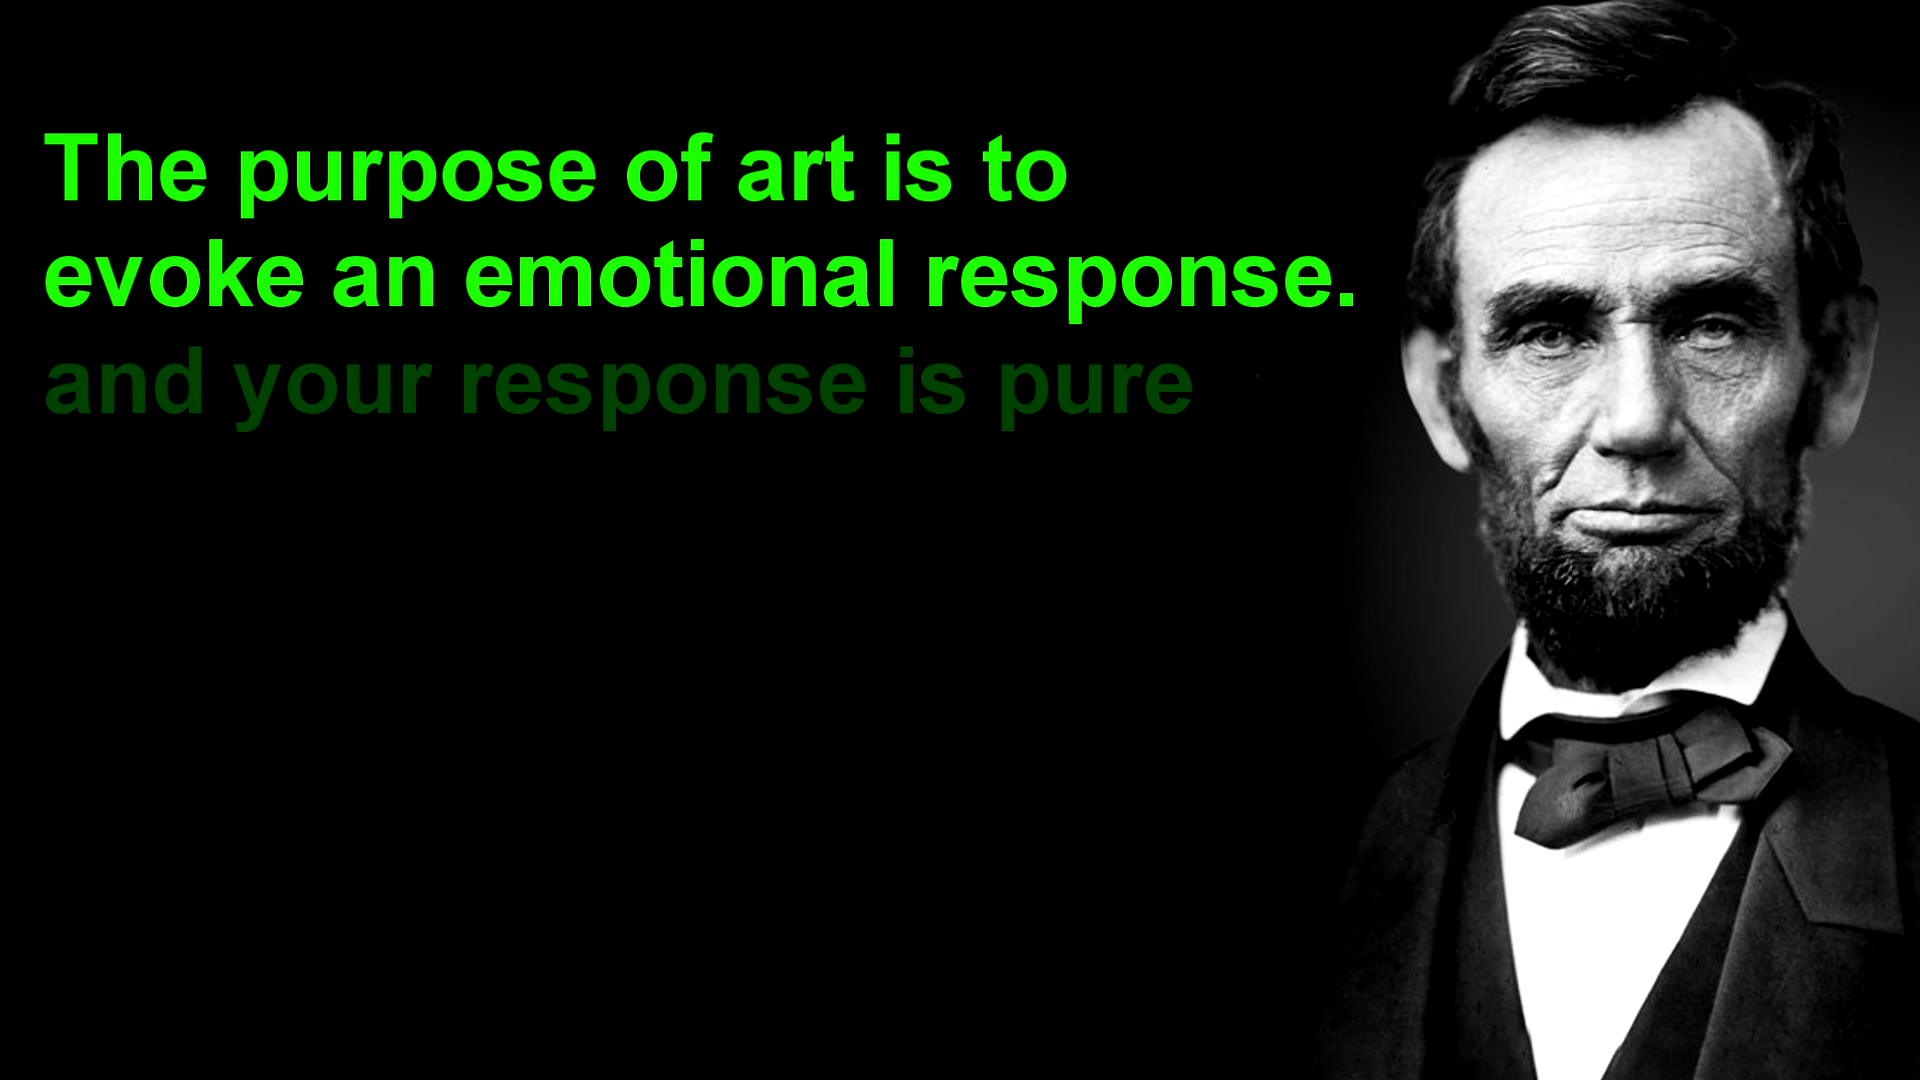 The purpose of art is to
evoke an emotional response.
and your response is pure